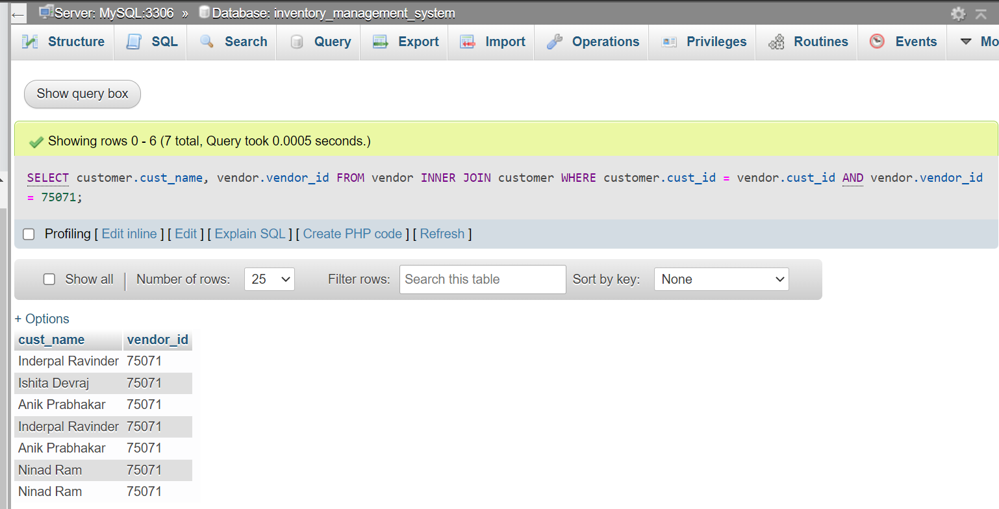 Server: MySQL:3306 » Database: inventory_management_system
Structure SQL Search Query Export Import Operations Privileges Routines Events Mo
Show query box
Showing rows 0 - 6 (7 total, Query took 0.0005 seconds.)
SELECT customer.cust_name, vendor.vendor_id FROM vendor INNER JOIN customer WHERE customer.cust_id = vendor.cust_id AND vendor.vendor_id
= 75071;
Profiling [ Edit inline ] [ Edit ] [ Explain SQL ] [ Create PHP code ] [ Refresh ]
Show all Number of rows: 25 Filter rows: Search this table Sort by key: None
+ Options
cust_name vendor_id
Inderpal Ravinder 75071
Ishita Devraj 75071
Anik Prabhakar 75071
Inderpal Ravinder 75071
Anik Prabhakar 75071
Ninad Ram 75071
Ninad Ram 75071